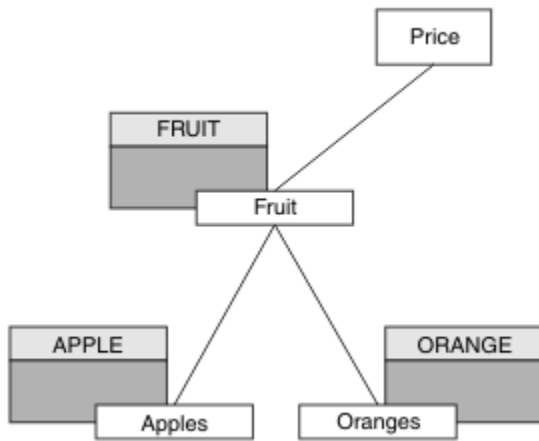 Price
FRUIT
Fruit
APPLE
ORANGE
Apples
Oranges